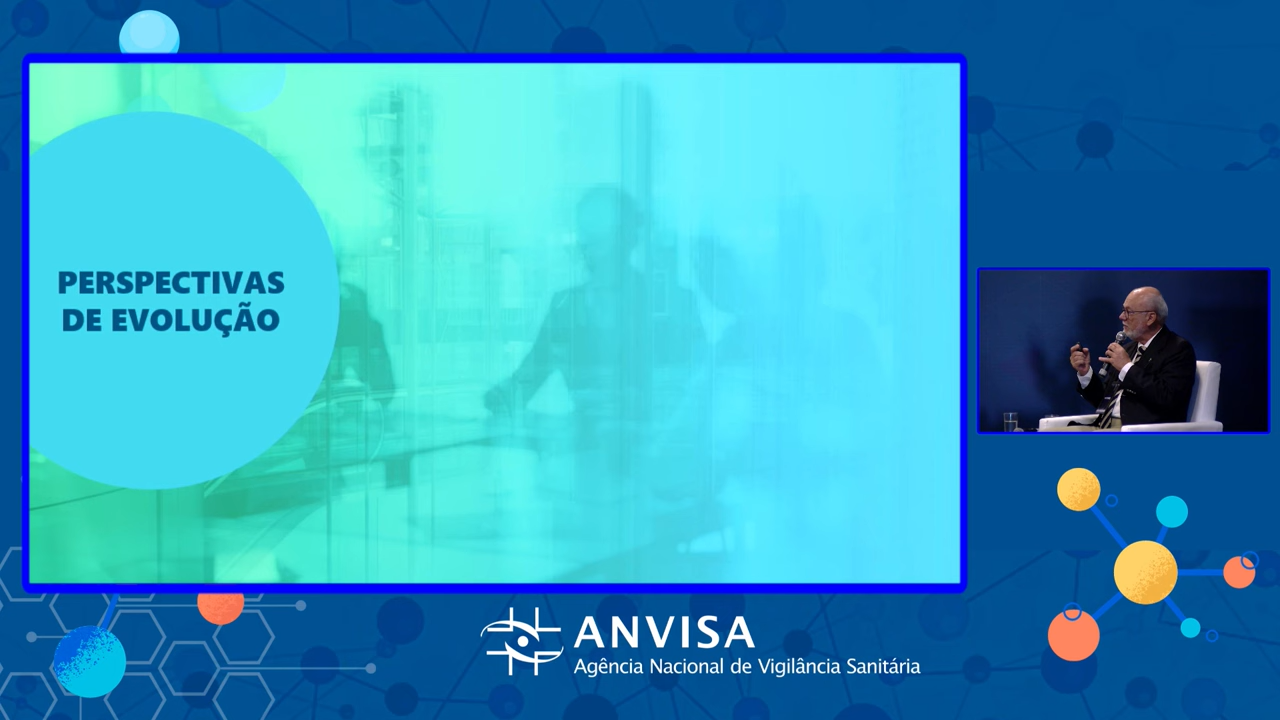 PERSPECTIVAS
DE EVOLUÇÃO
ANVISA
Agência Nacional de Vigilância Sanitária